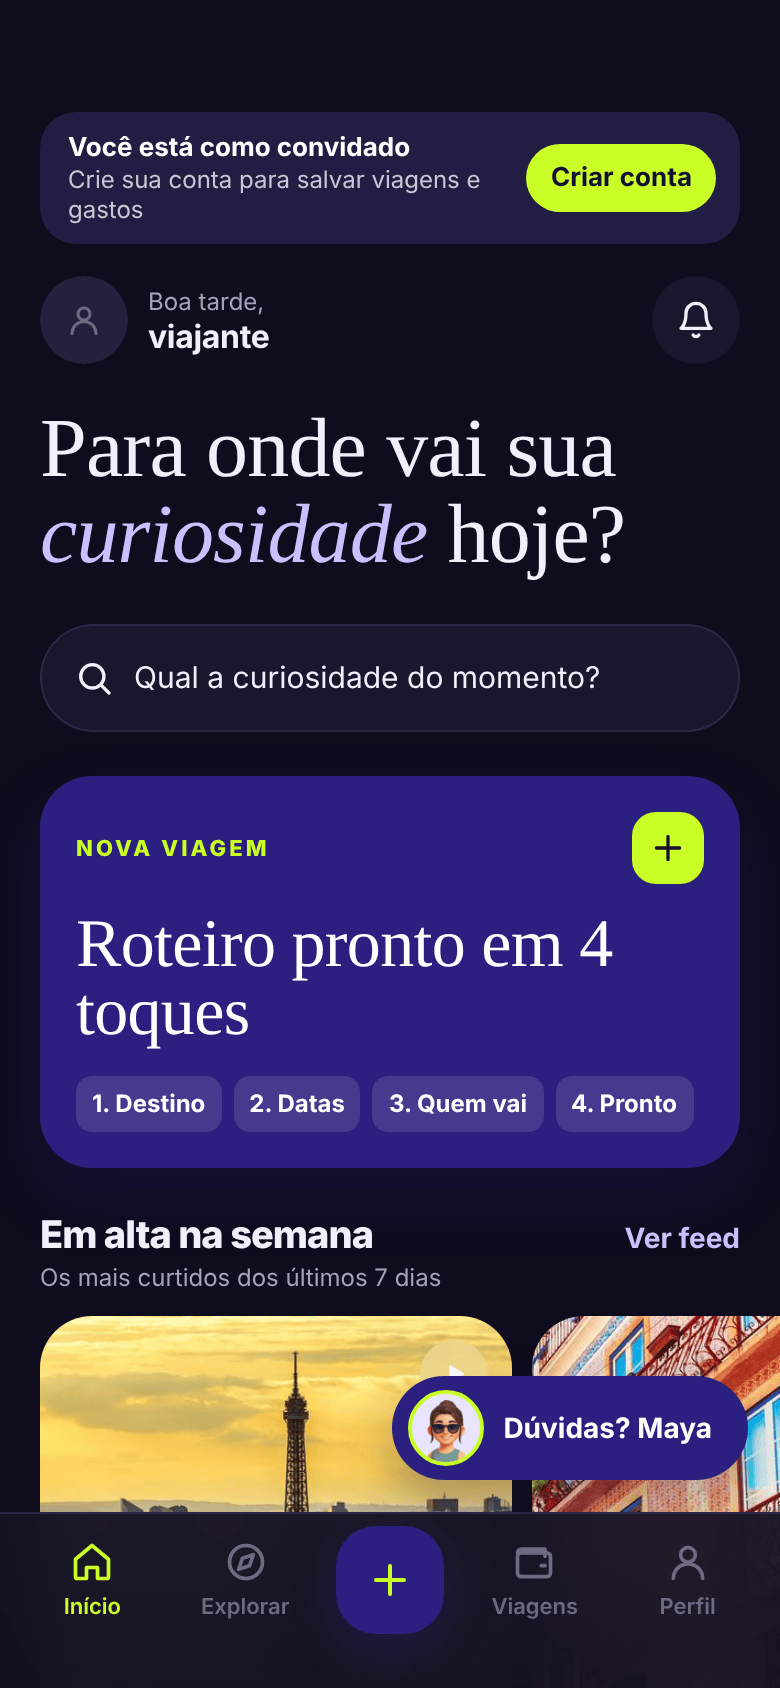 Você está como convidado
Crie sua conta para salvar viagens e
gastos
Criar conta
Boa tarde,
viajante
Para onde vai sua
curiosidade hoje?
Qual a curiosidade do momento?
NOVA VIAGEM
Roteiro pronto em 4
toques
1. Destino
2. Datas
3. Quem vai
4. Pronto
Em alta na semana
Ver feed
Os mais curtidos dos últimos 7 dias
Dúvidas? Maya
Início
Explorar
Viagens
Perfil